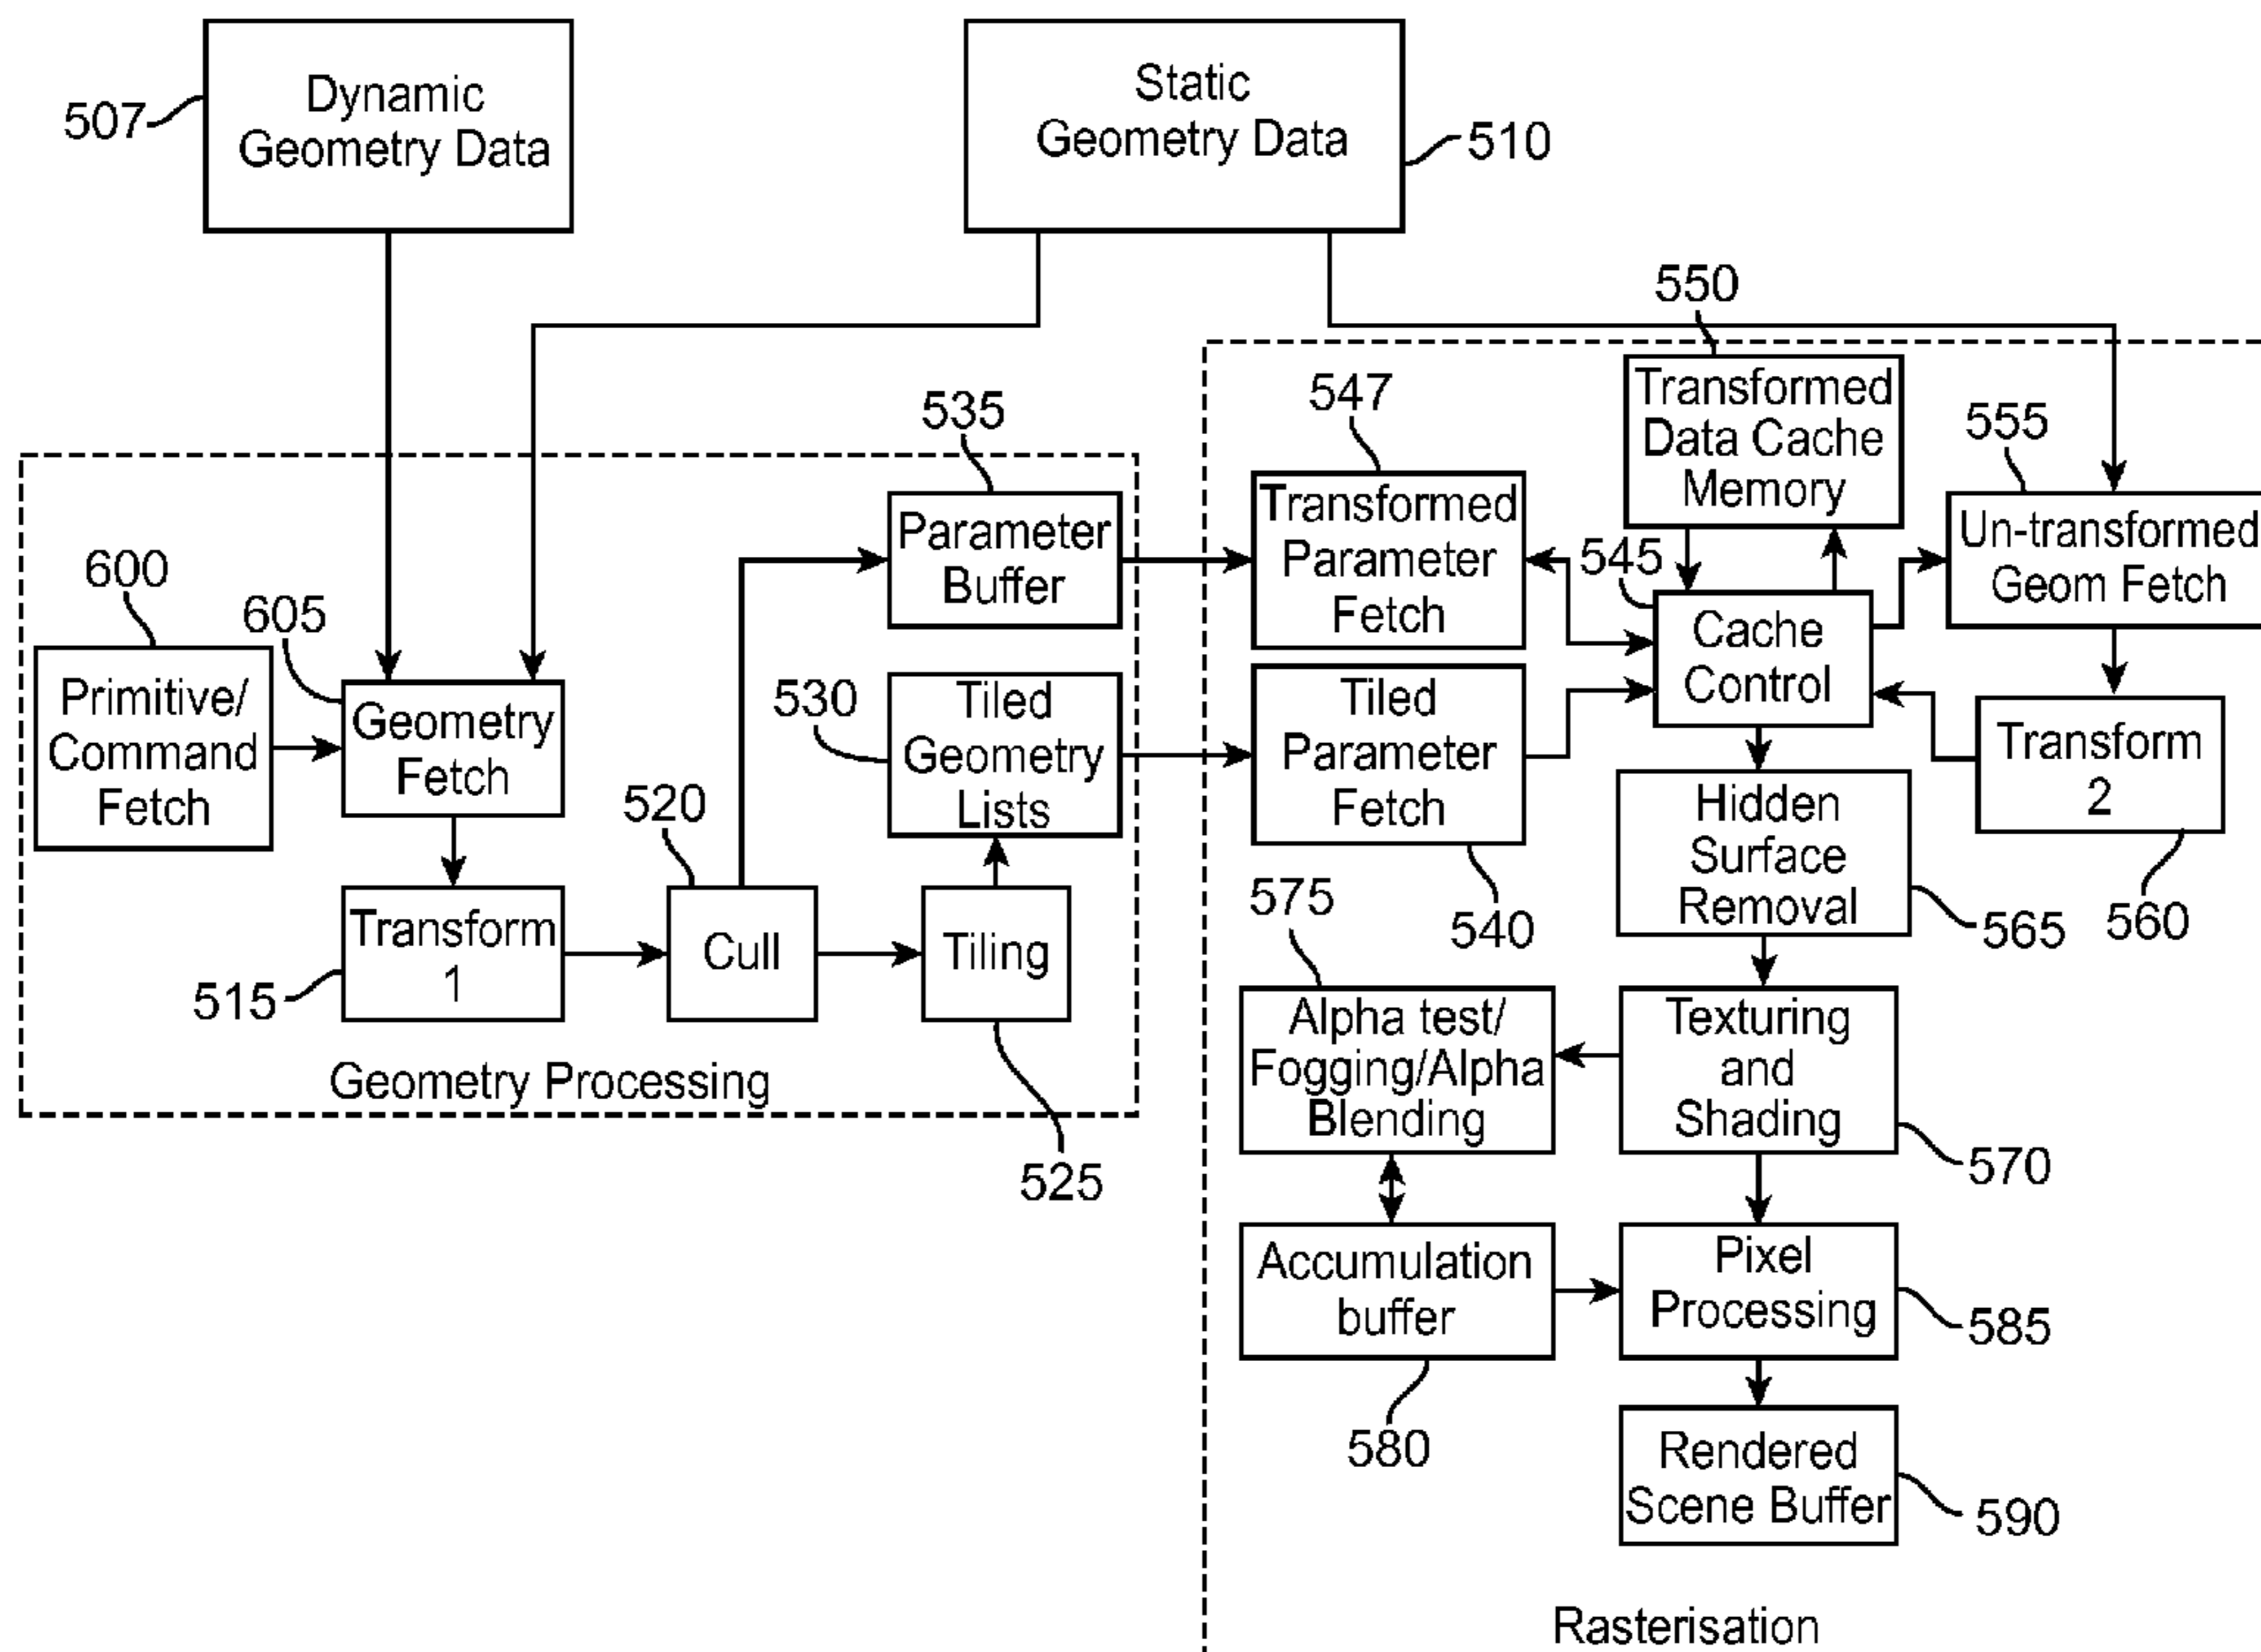 Dynamic
Geometry Data
507
Static
Geometry Data
510
550
Transformed
Data Cache
Memory
547
Transformed
Parameter
Fetch
555
Un-transformed
Geom Fetch
535
Parameter
Buffer
545
Cache
Control
600
Primitive/
Command
Fetch
605
Geometry
Fetch
530
Tiled
Geometry
Lists
Tiled
Parameter
Fetch
540
Transform
2
560
Hidden
Surface
Removal
565
520
Cull
Transform
1
515
Tiling
525
Geometry Processing
575
Alpha test/
Fogging/Alpha
Blending
Texturing
and
Shading
570
Accumulation
buffer
580
Pixel
Processing
585
Rendered
Scene Buffer
590
Rasterisation